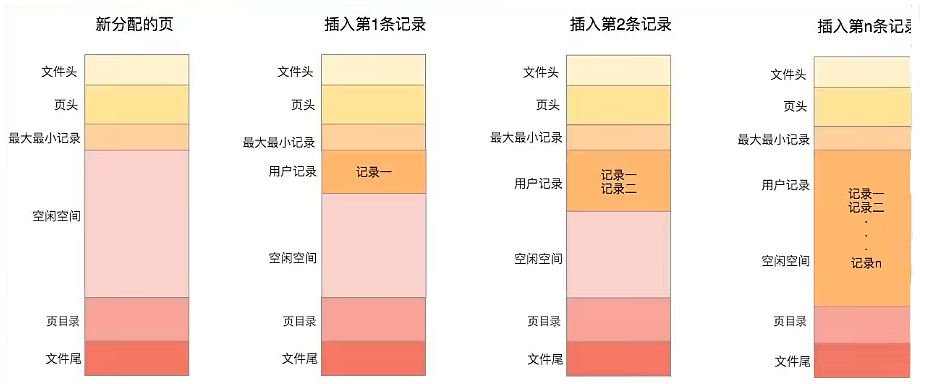 新分配的页
文件头
页头
最大最小记录
空闲空间
页目录
文件尾
插入第1条记录
文件头
页头
最大最小记录
用户记录
记录一
空闲空间
页目录
文件尾
插入第2条记录
文件头
页头
最大最小记录
用户记录
记录一
记录二
空闲空间
页目录
文件尾
插入第n条记录
文件头
页头
最大最小记录
用户记录
记录一
记录二
.
.
.
记录n
空闲空间
页目录
文件尾